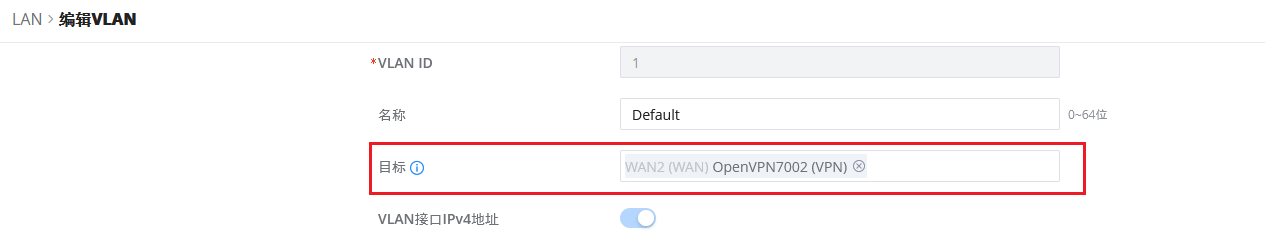 LAN > 编辑VLAN
*VLAN ID 1
名称 Default 0~64位
目标 WAN2 (WAN) OpenVPN7002 (VPN)
VLAN接口IPv4地址